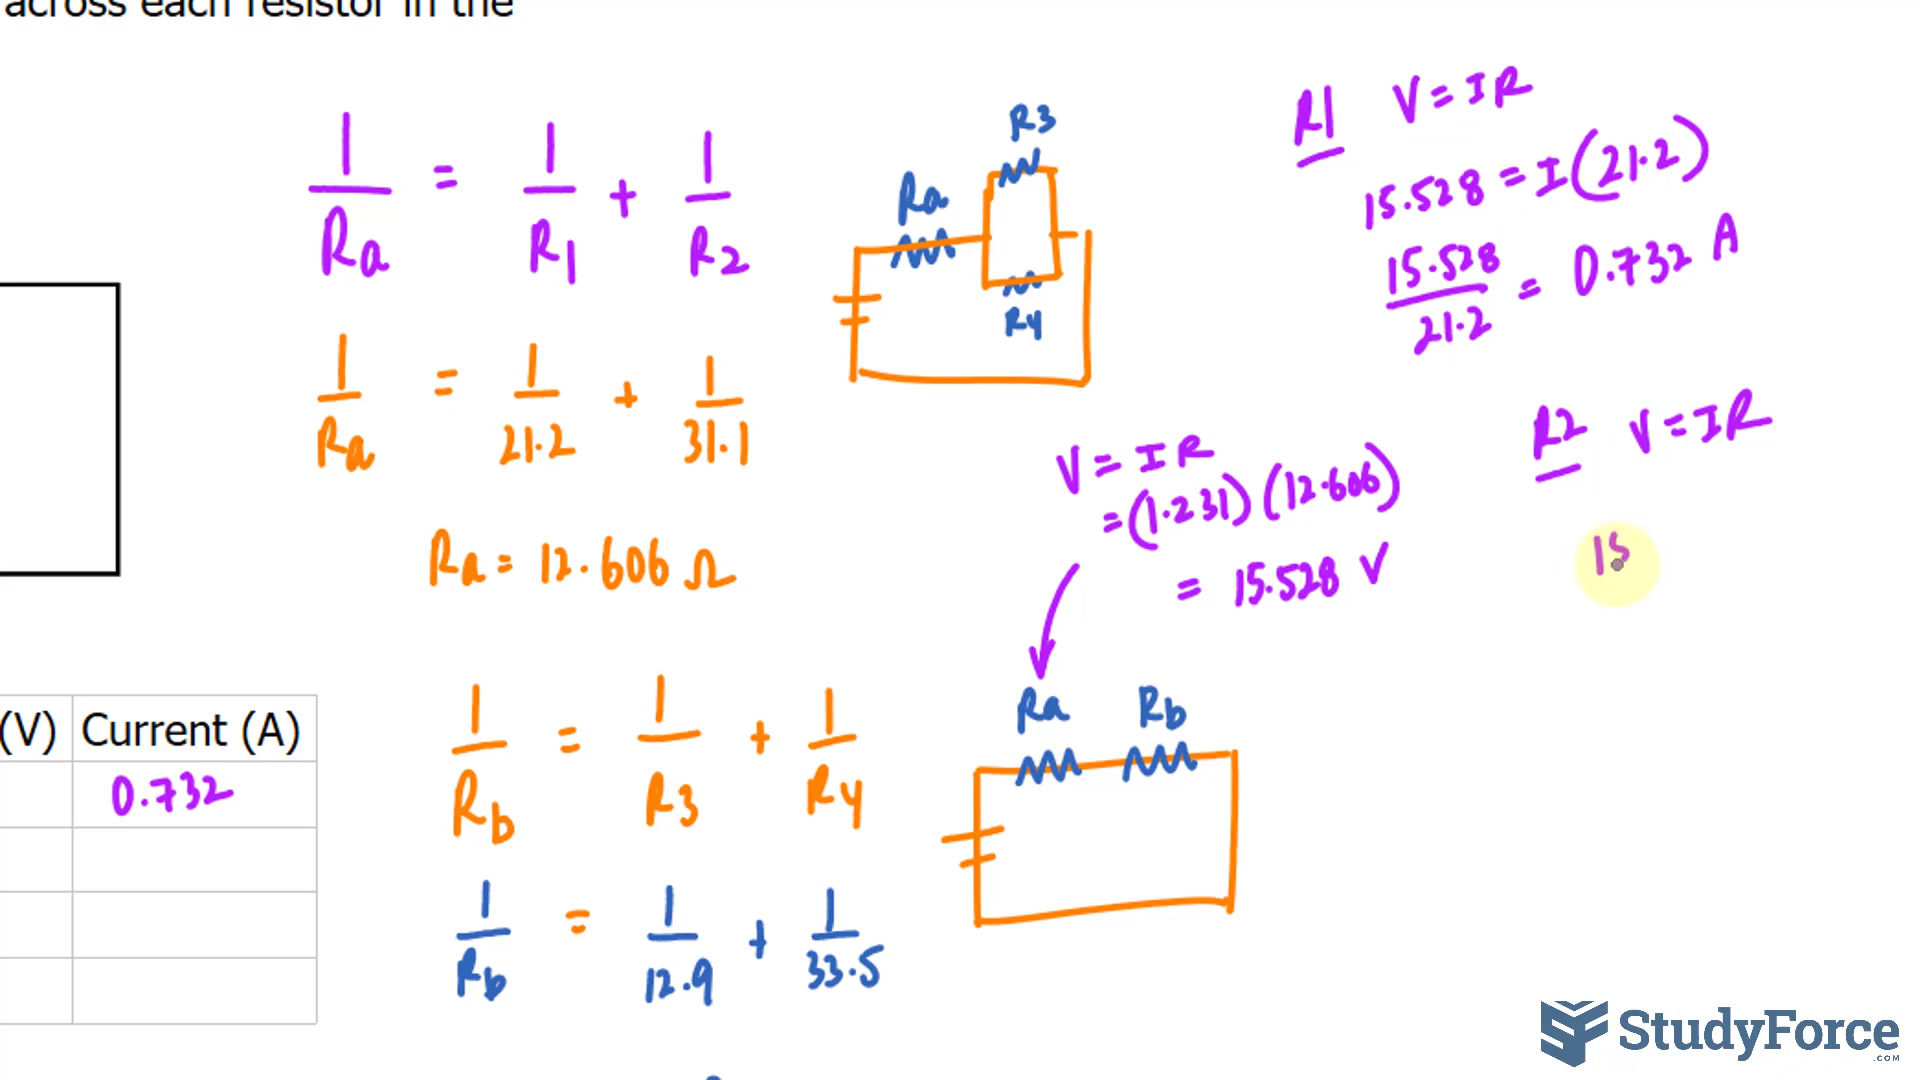 across each resistor in the
1/Ra = 1/R1 + 1/R2
1/Ra = 1/21.2 + 1/31.1
Ra = 12.606 Ω
1/Rb = 1/R3 + 1/R4
1/Rb = 1/12.9 + 1/33.5
(V) Current (A)
0.732
R3
Ra
R4
V = IR
= (1.231)(12.606)
= 15.528 V
Ra Rb
R1 V = IR
15.528 = I(21.2)
15.528/21.2 = 0.732 A
R2 V = IR
15
StudyForce
.COM